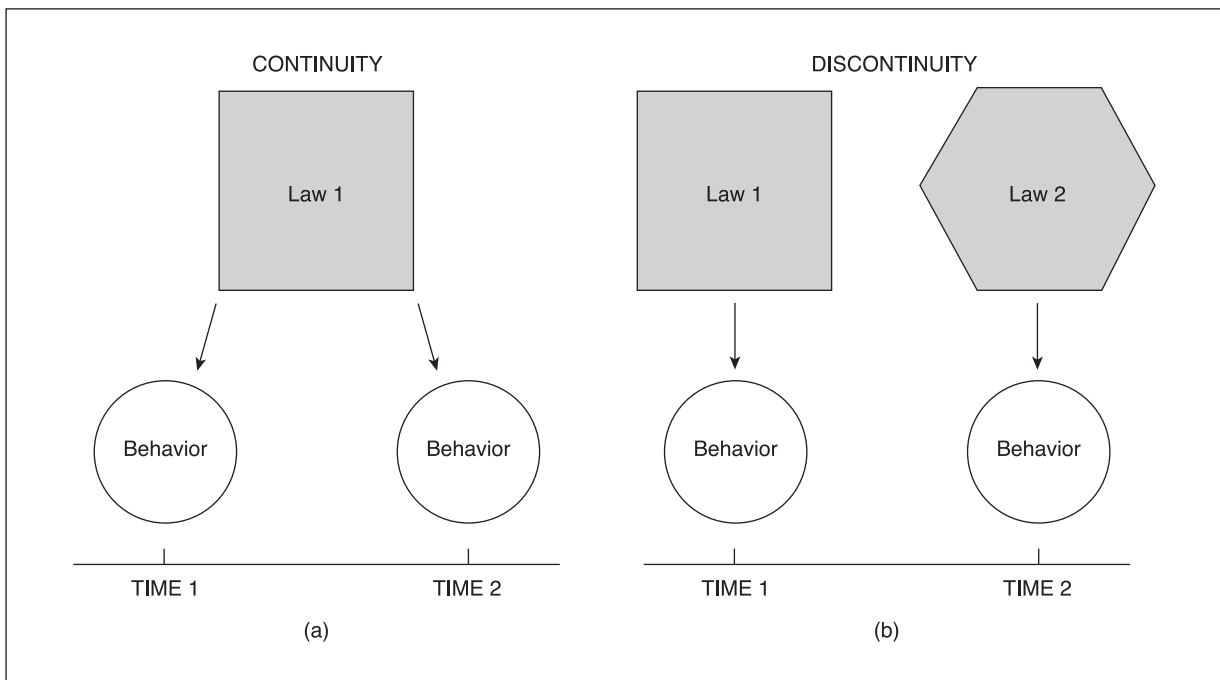 CONTINUITY
Law 1
Behavior
Behavior
TIME 1
TIME 2
(a)
DISCONTINUITY
Law 1
Law 2
Behavior
Behavior
TIME 1
TIME 2
(b)